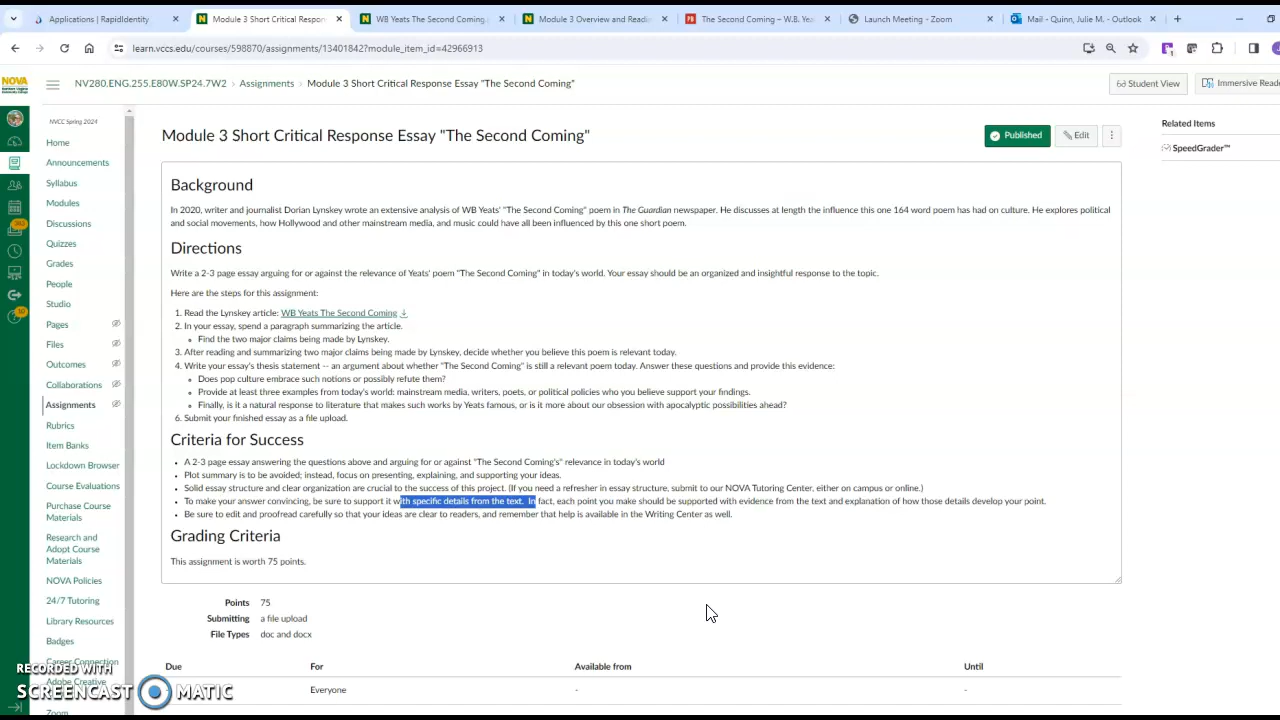 Applications | RapidIdentity
Module 3 Short Critical Respon
WB Yeats The Second Coming
Module 3 Overview and Readin
The Second Coming – W.B. Ye
Launch Meeting - Zoom
Mail - Quinn, Julie M. - Outlook
learn.vccs.edu/courses/598870/assignments/13401842?module_item_id=42966913
NOVA
NV280.ENG.255.E80W.SP24.7W2 › Assignments › Module 3 Short Critical Response Essay "The Second Coming"
Student View
Immersive Reade
NVCC Spring 2024
Home
Announcements
Syllabus
Modules
Discussions
Quizzes
Grades
People
Studio
Pages
Files
Outcomes
Collaborations
Assignments
Rubrics
Item Banks
Lockdown Browser
Course Evaluations
Purchase Course
Materials
Research and
Adopt Course
Materials
NOVA Policies
24/7 Tutoring
Library Resources
Badges
Career Connection
Adobe Creative
Zoom
Module 3 Short Critical Response Essay "The Second Coming"
Published
Edit
Related Items
SpeedGrader™
Background
In 2020, writer and journalist Dorian Lynskey wrote an extensive analysis of WB Yeats' "The Second Coming" poem in The Guardian newspaper. He discusses at length the influence this one 164 word poem has had on culture. He explores political
and social movements, how Hollywood and other mainstream media, and music could have all been influenced by this one short poem.
Directions
Write a 2-3 page essay arguing for or against the relevance of Yeats' poem "The Second Coming" in today's world. Your essay should be an organized and insightful response to the topic.
Here are the steps for this assignment:
1. Read the Lynskey article: WB Yeats The Second Coming
2. In your essay, spend a paragraph summarizing the article.
Find the two major claims being made by Lynskey.
3. After reading and summarizing two major claims being made by Lynskey, decide whether you believe this poem is relevant today.
4. Write your essay's thesis statement -- an argument about whether "The Second Coming" is still a relevant poem today. Answer these questions and provide this evidence:
Does pop culture embrace such notions or possibly refute them?
Provide at least three examples from today's world: mainstream media, writers, poets, or political policies who you believe support your findings.
Finally, is it a natural response to literature that makes such works by Yeats famous, or is it more about our obsession with apocalyptic possibilities ahead?
6. Submit your finished essay as a file upload.
Criteria for Success
A 2-3 page essay answering the questions above and arguing for or against "The Second Coming's" relevance in today's world
Plot summary is to be avoided; instead, focus on presenting, explaining, and supporting your ideas.
Solid essay structure and clear organization are crucial to the success of this project. (If you need a refresher in essay structure, submit to our NOVA Tutoring Center, either on campus or online.)
To make your answer convincing, be sure to support it with specific details from the text. In fact, each point you make should be supported with evidence from the text and explanation of how those details develop your point.
Be sure to edit and proofread carefully so that your ideas are clear to readers, and remember that help is available in the Writing Center as well.
Grading Criteria
This assignment is worth 75 points.
Points 75
Submitting a file upload
File Types doc and docx
Due For Available from Until
- Everyone - -
RECORDED WITH
SCREENCAST MATIC